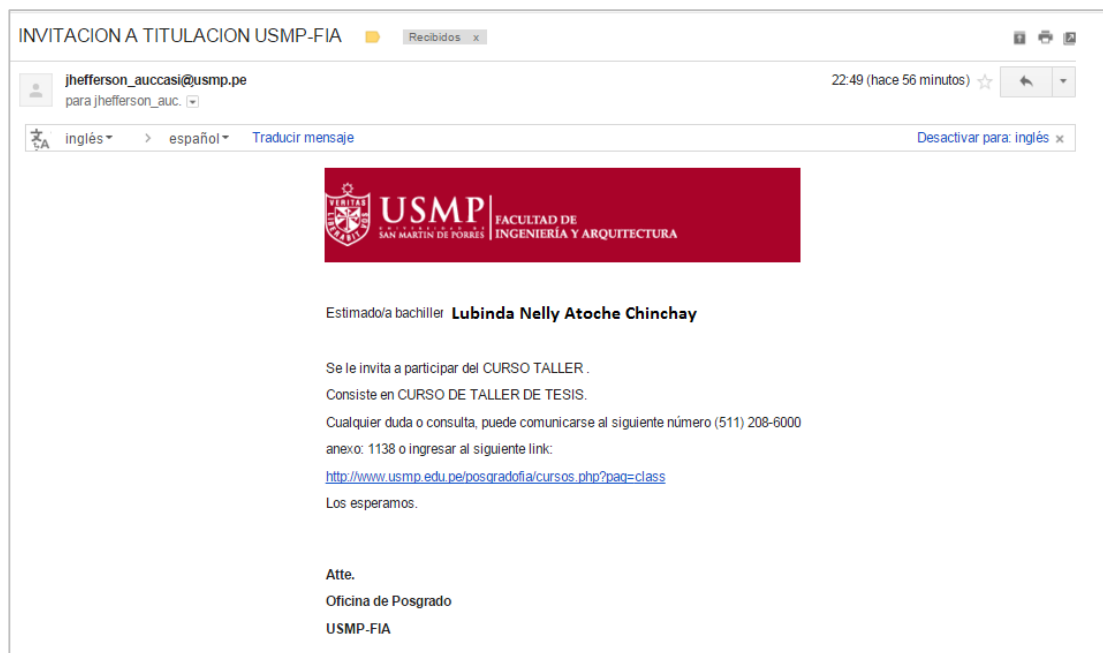 INVITACION A TITULACION USMP-FIA Recibidos x
jhefferson_auccasi@usmp.pe 22:49 (hace 56 minutos)
para jhefferson_auc.
inglés > español Traducir mensaje Desactivar para: inglés x
VERITAS
USMP FACULTAD DE
UNIVERSIDAD DE
SAN MARTIN DE PORRES INGENIERÍA Y ARQUITECTURA
Estimado/a bachiller Lubinda Nelly Atoche Chinchay
Se le invita a participar del CURSO TALLER .
Consiste en CURSO DE TALLER DE TESIS.
Cualquier duda o consulta, puede comunicarse al siguiente número (511) 208-6000
anexo: 1138 o ingresar al siguiente link:
http://www.usmp.edu.pe/posgradofia/cursos.php?pag=class
Los esperamos.
Atte.
Oficina de Posgrado
USMP-FIA